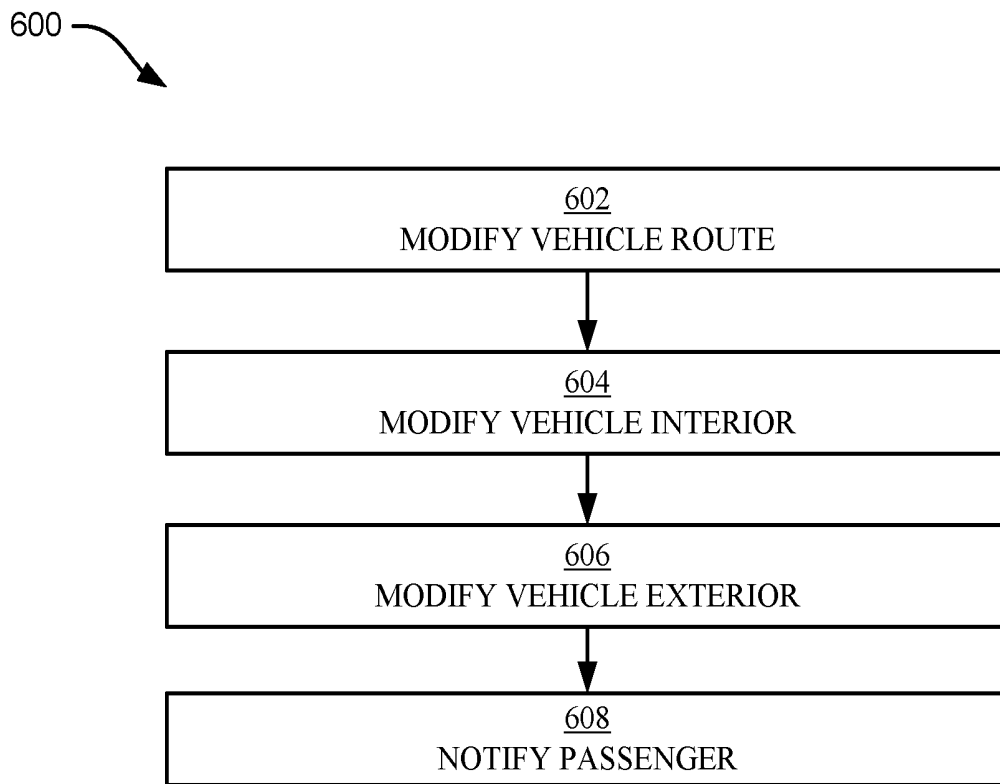 600
602
MODIFY VEHICLE ROUTE
604
MODIFY VEHICLE INTERIOR
606
MODIFY VEHICLE EXTERIOR
608
NOTIFY PASSENGER